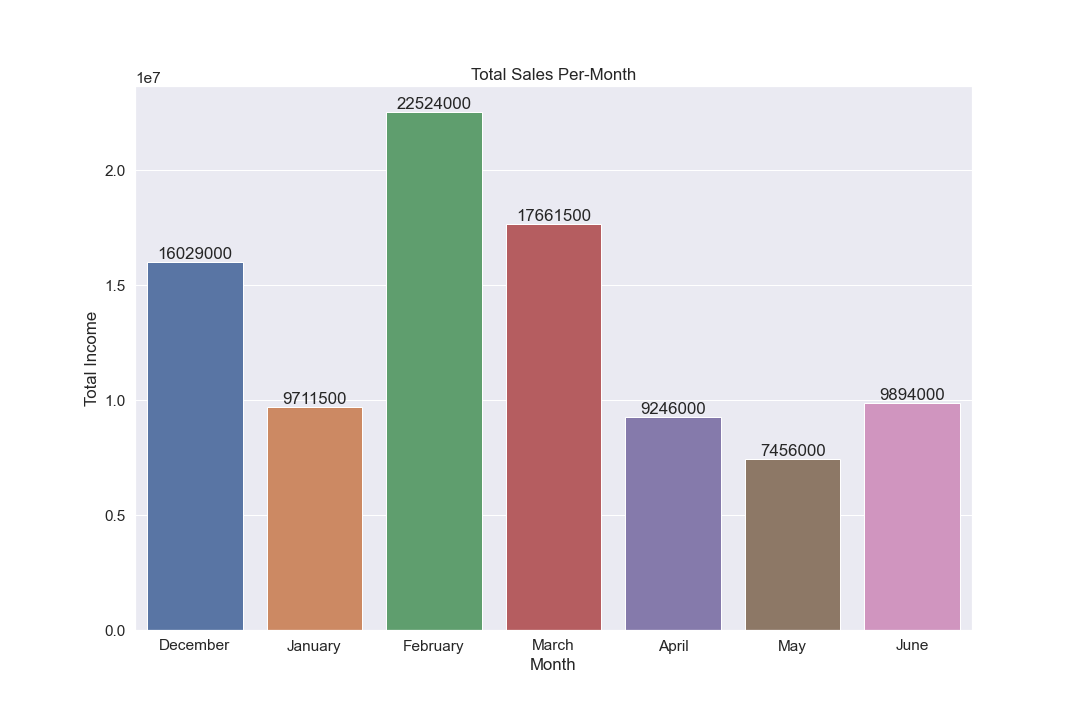 Total Sales Per-Month
1e7
22524000
2.0
17661500
16029000
1.5
Total Income
1.0
9711500
9246000
9894000
7456000
0.5
0.0
December January February March April May June
Month